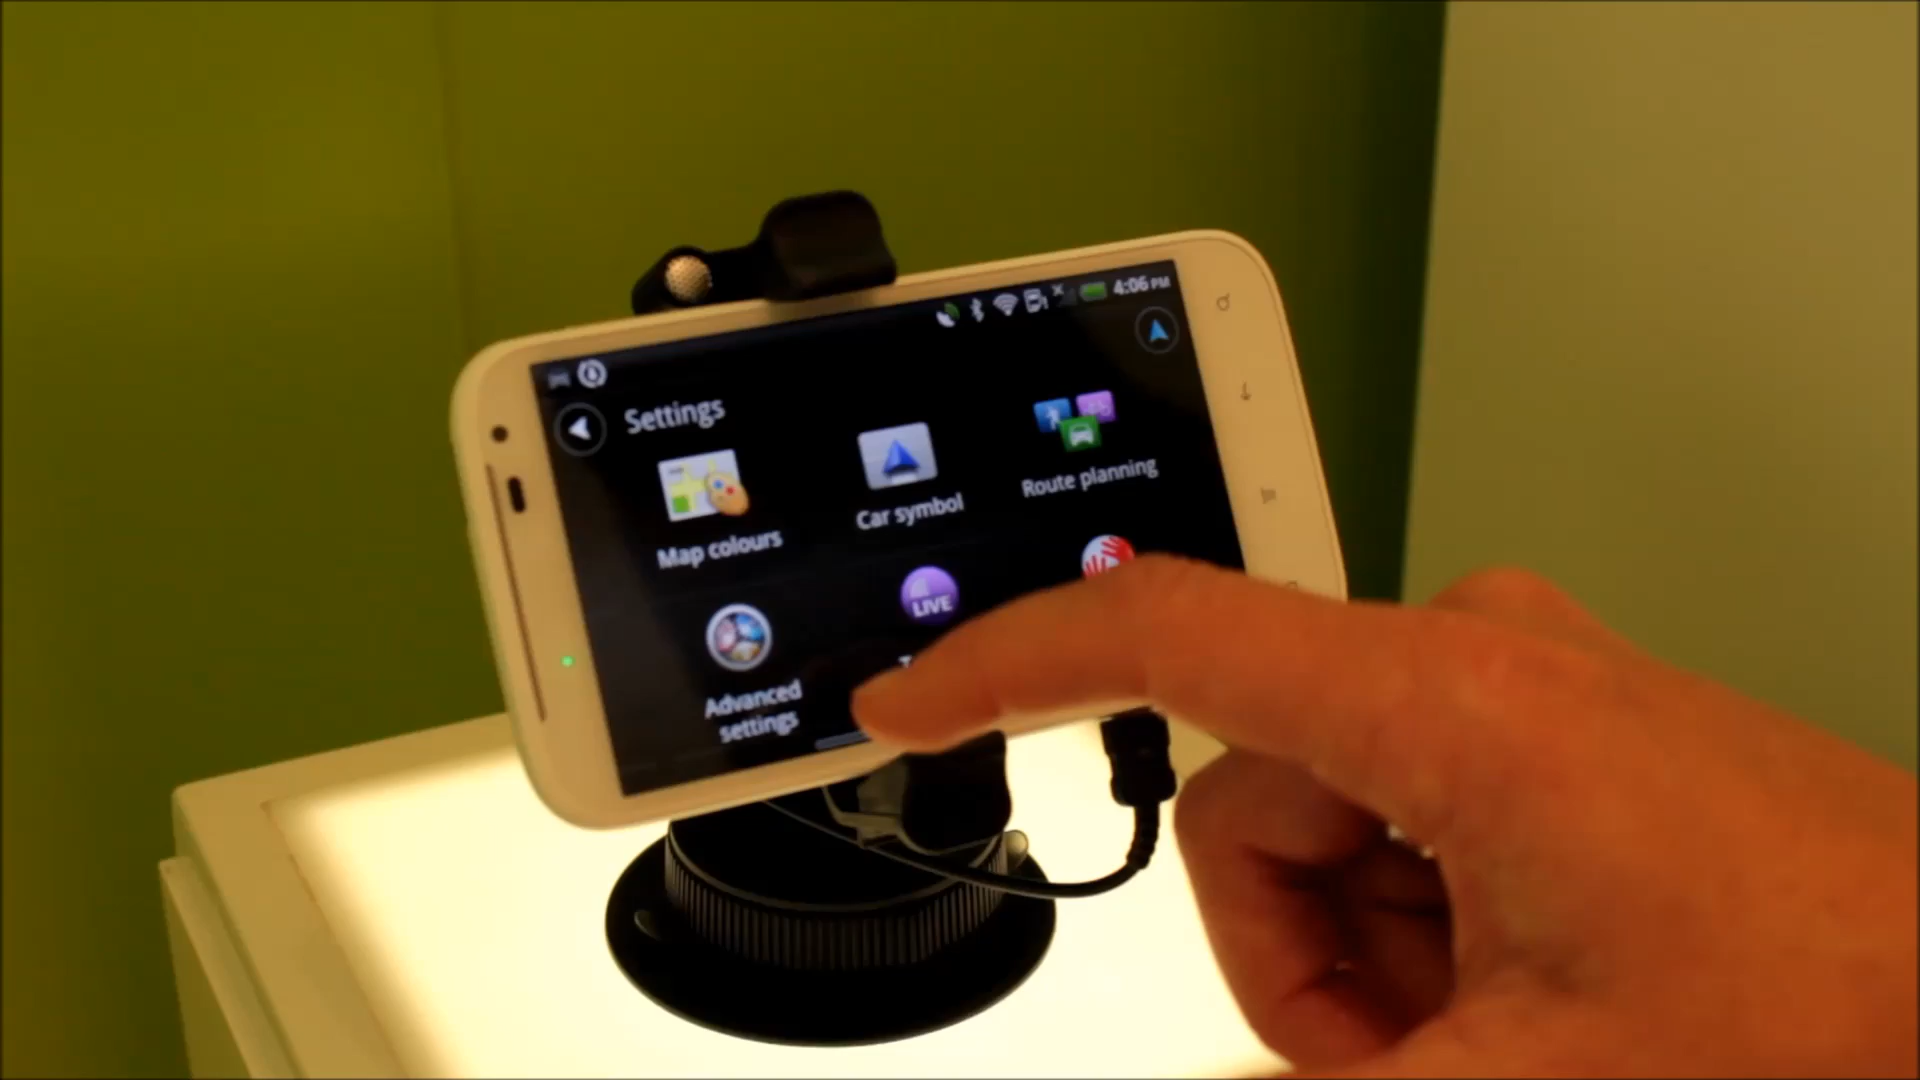 4:06 PM
Settings
Map colours
Car symbol
Route planning
LIVE
Advanced
settings